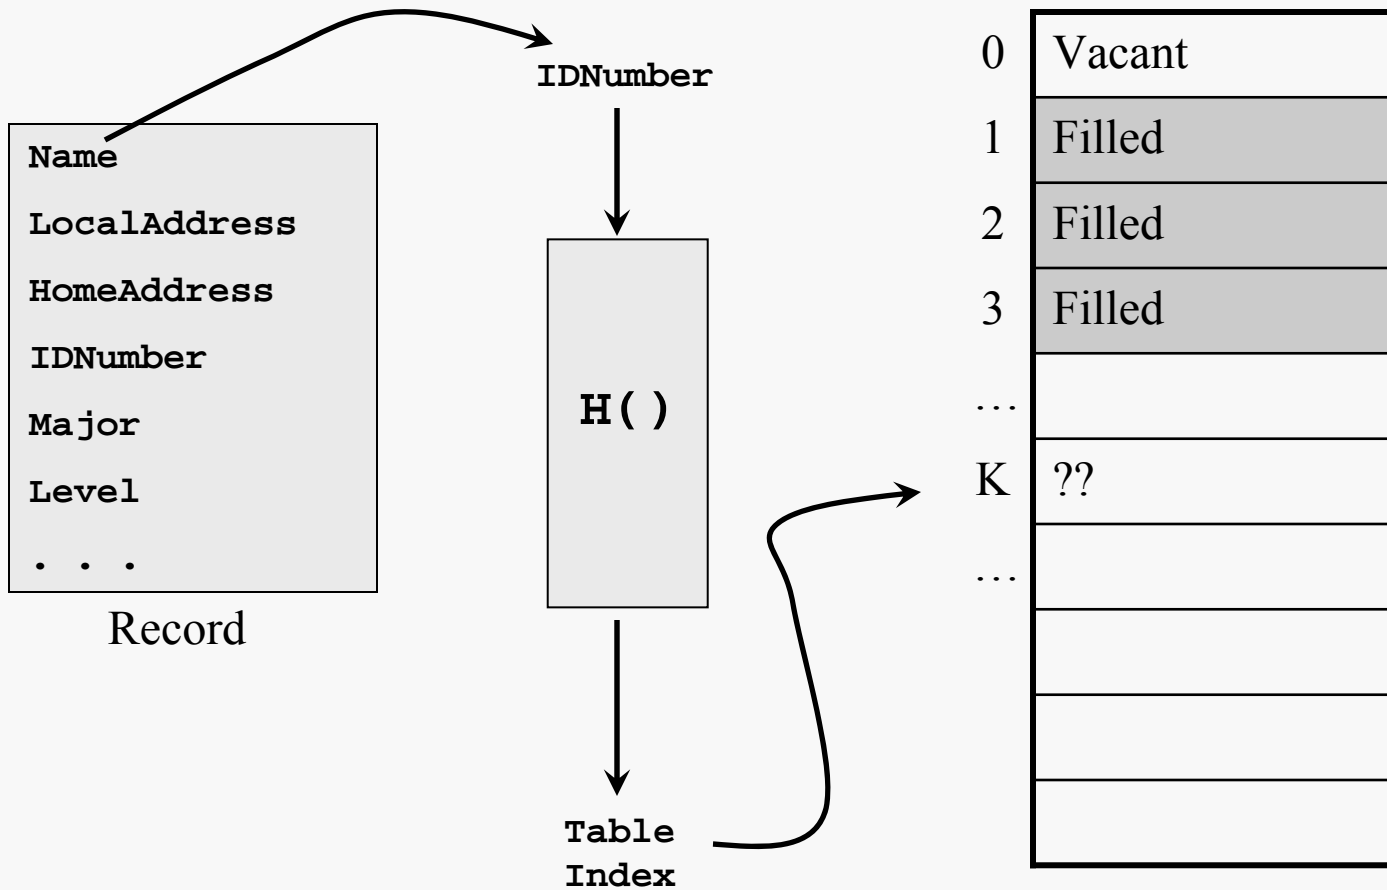 IDNumber
Name
LocalAddress
HomeAddress
IDNumber
Major
Level
. . .
Record
H()
Table
Index
0 Vacant
1 Filled
2 Filled
3 Filled
...
K ??
...